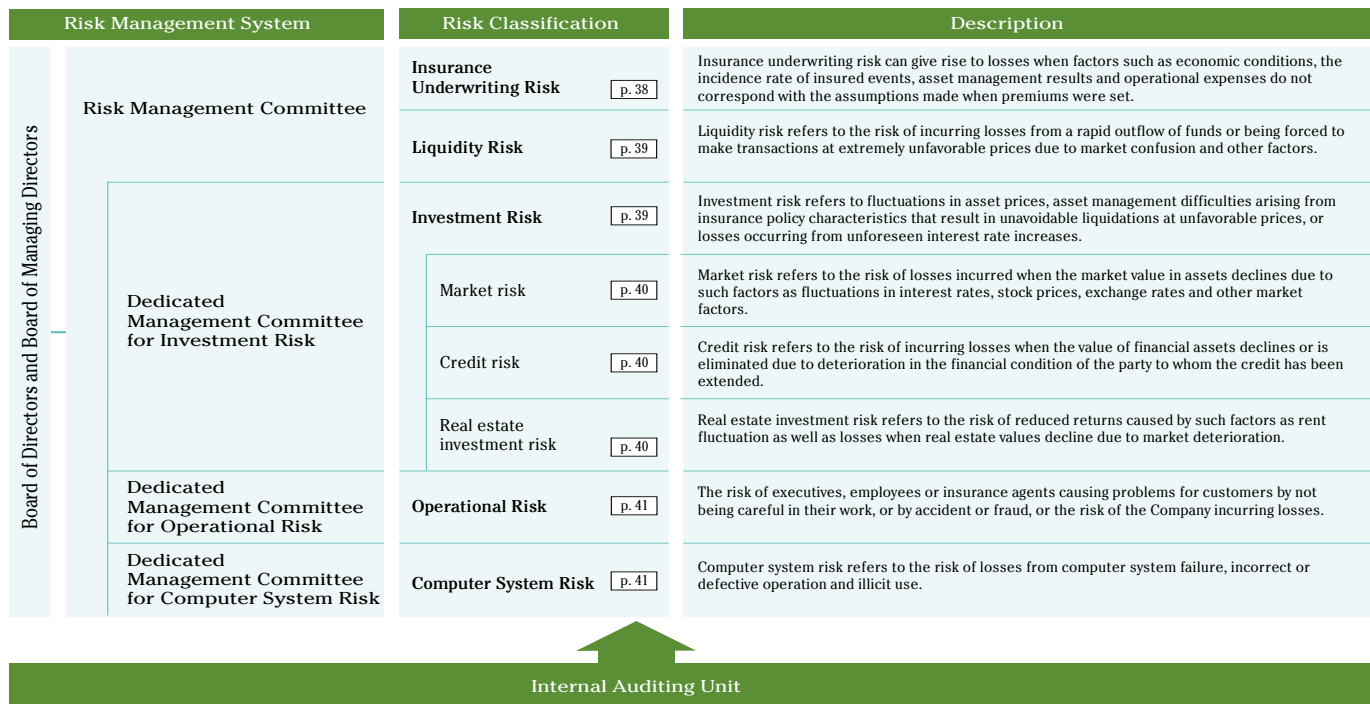 Risk Management System
Risk Classification
Description
Board of Directors and Board of Managing Directors
Risk Management Committee
Insurance
Underwriting Risk
p. 38
Insurance underwriting risk can give rise to losses when factors such as economic conditions, the
incidence rate of insured events, asset management results and operational expenses do not
correspond with the assumptions made when premiums were set.
Liquidity Risk
p. 39
Liquidity risk refers to the risk of incurring losses from a rapid outflow of funds or being forced to
make transactions at extremely unfavorable prices due to market confusion and other factors.
Dedicated
Management Committee
for Investment Risk
Investment Risk
p. 39
Investment risk refers to fluctuations in asset prices, asset management difficulties arising from
insurance policy characteristics that result in unavoidable liquidations at unfavorable prices, or
losses occurring from unforeseen interest rate increases.
Market risk
p. 40
Market risk refers to the risk of losses incurred when the market value in assets declines due to
such factors as fluctuations in interest rates, stock prices, exchange rates and other market
factors.
Credit risk
p. 40
Credit risk refers to the risk of incurring losses when the value of financial assets declines or is
eliminated due to deterioration in the financial condition of the party to whom the credit has been
extended.
Real estate
investment risk
p. 40
Real estate investment risk refers to the risk of reduced returns caused by such factors as rent
fluctuation as well as losses when real estate values decline due to market deterioration.
Dedicated
Management Committee
for Operational Risk
Operational Risk
p. 41
The risk of executives, employees or insurance agents causing problems for customers by not
being careful in their work, or by accident or fraud, or the risk of the Company incurring losses.
Dedicated
Management Committee
for Computer System Risk
Computer System Risk
p. 41
Computer system risk refers to the risk of losses from computer system failure, incorrect or
defective operation and illicit use.
Internal Auditing Unit